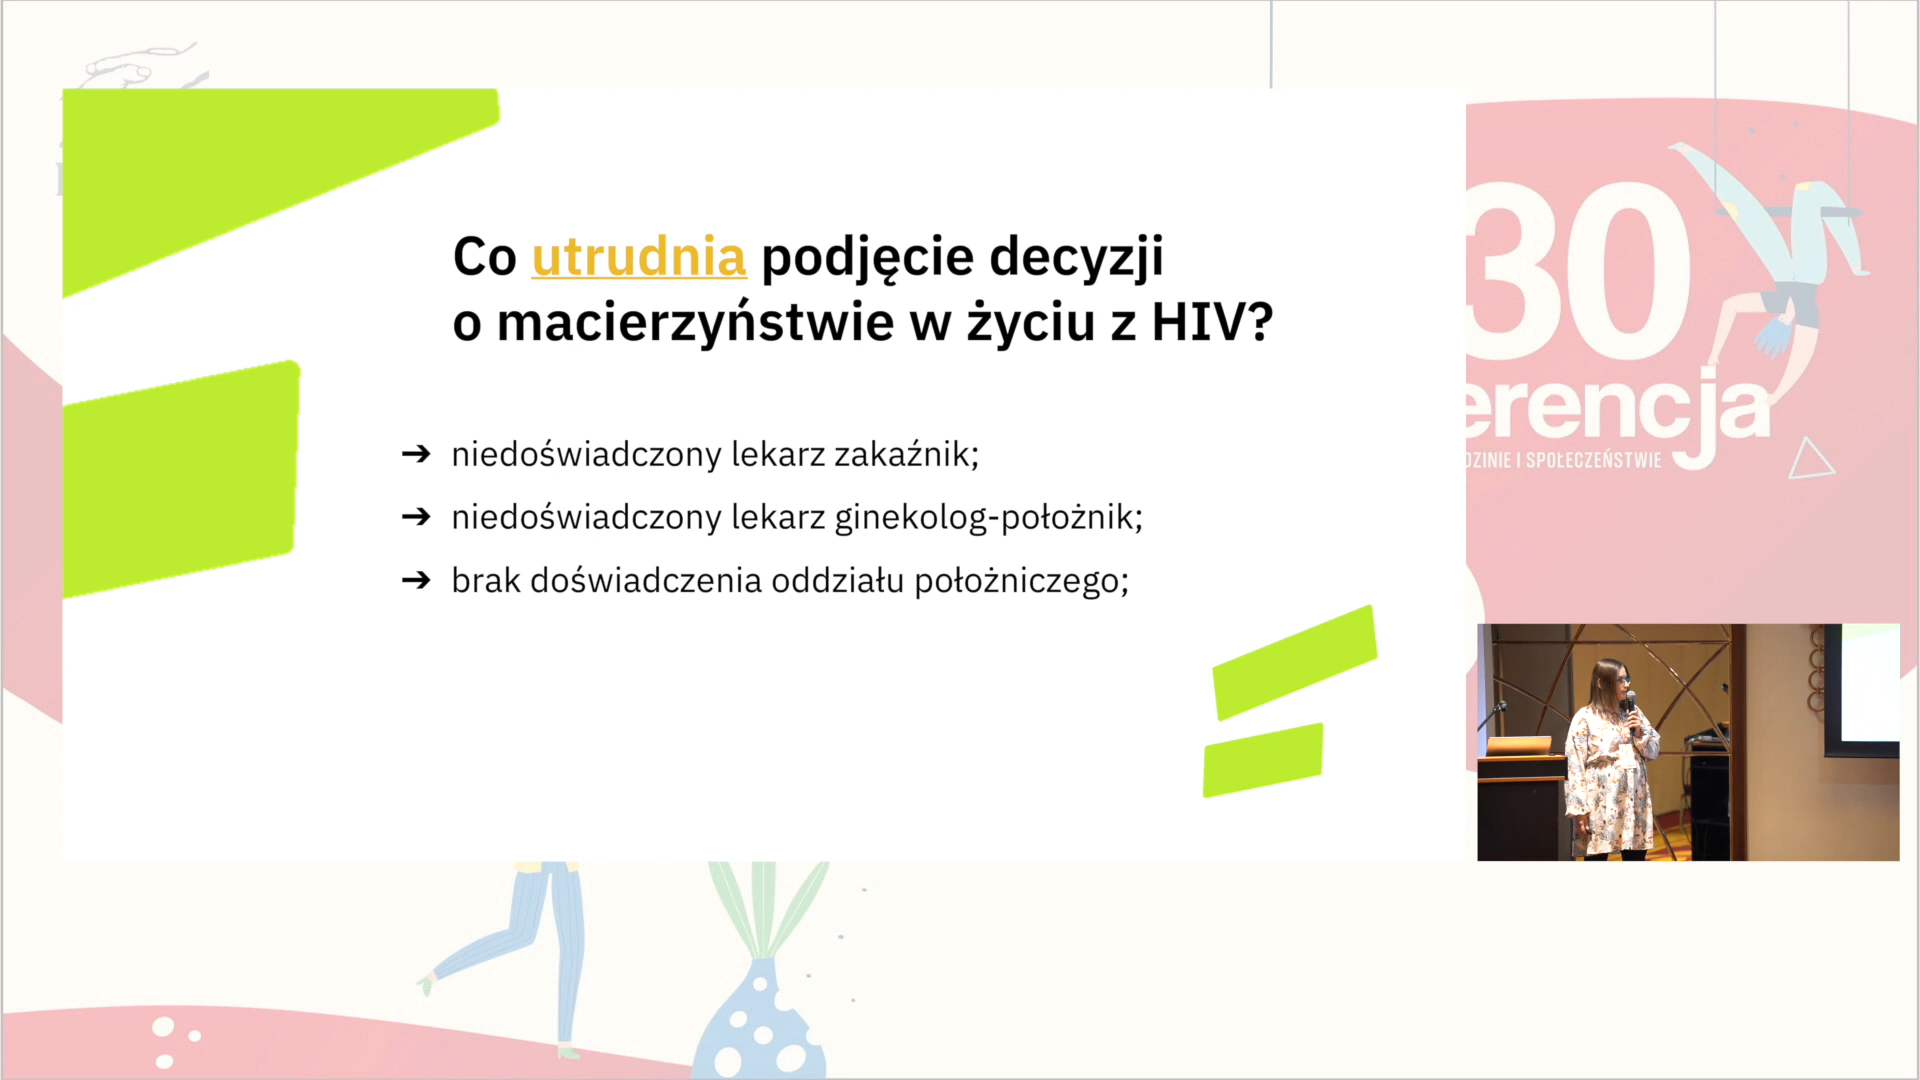 Co utrudnia podjęcie decyzji
o macierzyństwie w życiu z HIV?
➔ niedoświadczony lekarz zakaźnik;
➔ niedoświadczony lekarz ginekolog-położnik;
➔ brak doświadczenia oddziału położniczego;
30
erencja
DZINIE I SPOŁECZEŃSTWIE